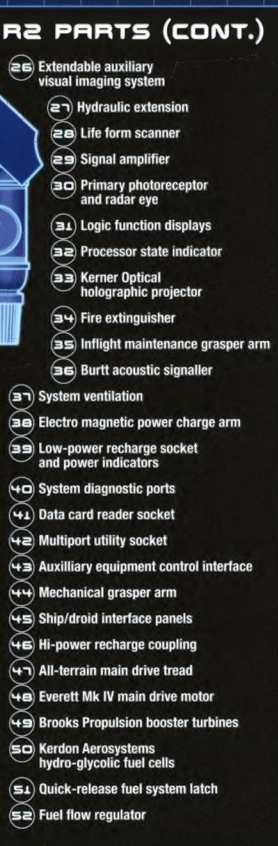 R2 PARTS (CONT.)
26 Extendable auxiliary
visual imaging system
27 Hydraulic extension
28 Life form scanner
29 Signal amplifier
30 Primary photoreceptor
and radar eye
31 Logic function displays
32 Processor state indicator
33 Kerner Optical
holographic projector
34 Fire extinguisher
35 Inflight maintenance grasper arm
36 Burtt acoustic signaller
37 System ventilation
38 Electro magnetic power charge arm
39 Low-power recharge socket
and power indicators
40 System diagnostic ports
41 Data card reader socket
42 Multiport utility socket
43 Auxilliary equipment control interface
44 Mechanical grasper arm
45 Ship/droid interface panels
46 Hi-power recharge coupling
47 All-terrain main drive tread
48 Everett Mk IV main drive motor
49 Brooks Propulsion booster turbines
50 Kerdon Aerosystems
hydro-glycolic fuel cells
51 Quick-release fuel system latch
52 Fuel flow regulator